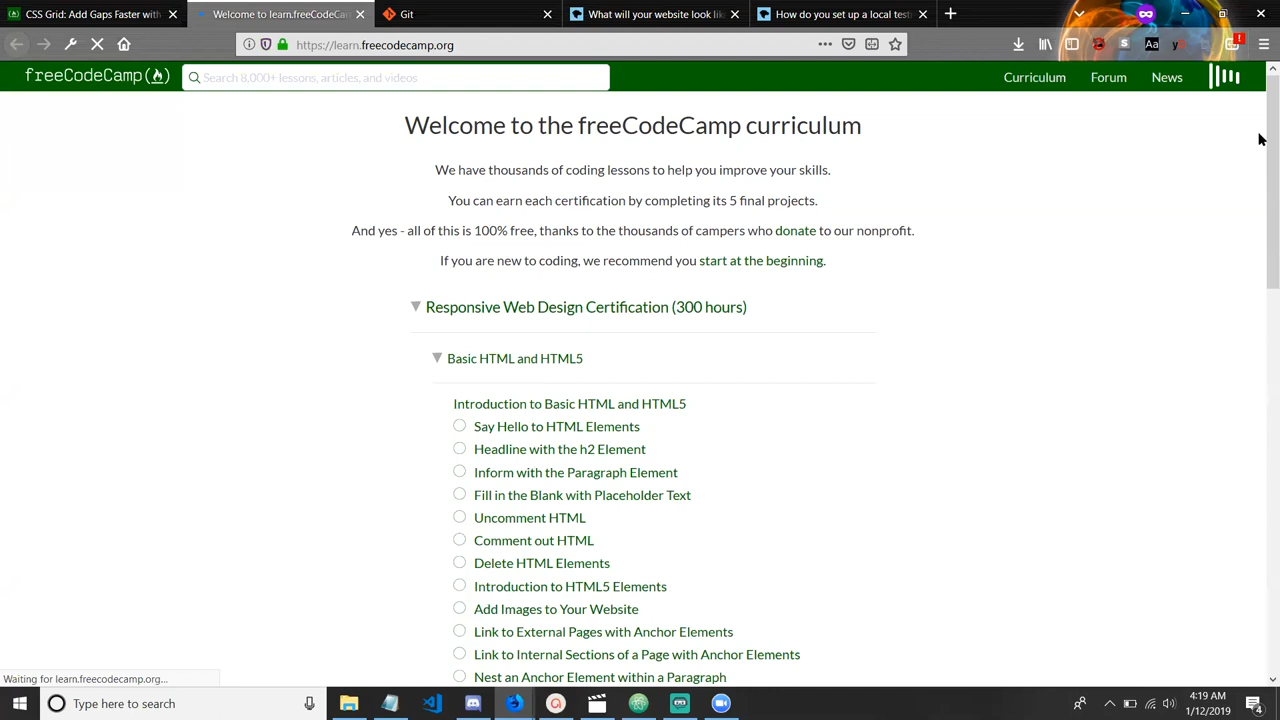 CSS Grid: Add Gaps Faster with
Welcome to learn.freeCodeCam
Git
What will your website look lik
How do you set up a local test
https://learn.freecodecamp.org
freeCodeCamp
Search 8,000+ lessons, articles, and videos
Curriculum
Forum
News
Welcome to the freeCodeCamp curriculum
We have thousands of coding lessons to help you improve your skills.
You can earn each certification by completing its 5 final projects.
And yes - all of this is 100% free, thanks to the thousands of campers who donate to our nonprofit.
If you are new to coding, we recommend you start at the beginning.
Responsive Web Design Certification (300 hours)
Basic HTML and HTML5
Introduction to Basic HTML and HTML5
Say Hello to HTML Elements
Headline with the h2 Element
Inform with the Paragraph Element
Fill in the Blank with Placeholder Text
Uncomment HTML
Comment out HTML
Delete HTML Elements
Introduction to HTML5 Elements
Add Images to Your Website
Link to External Pages with Anchor Elements
Link to Internal Sections of a Page with Anchor Elements
Nest an Anchor Element within a Paragraph
Waiting for learn.freecodecamp.org...
Type here to search
4:19 AM
1/12/2019
4